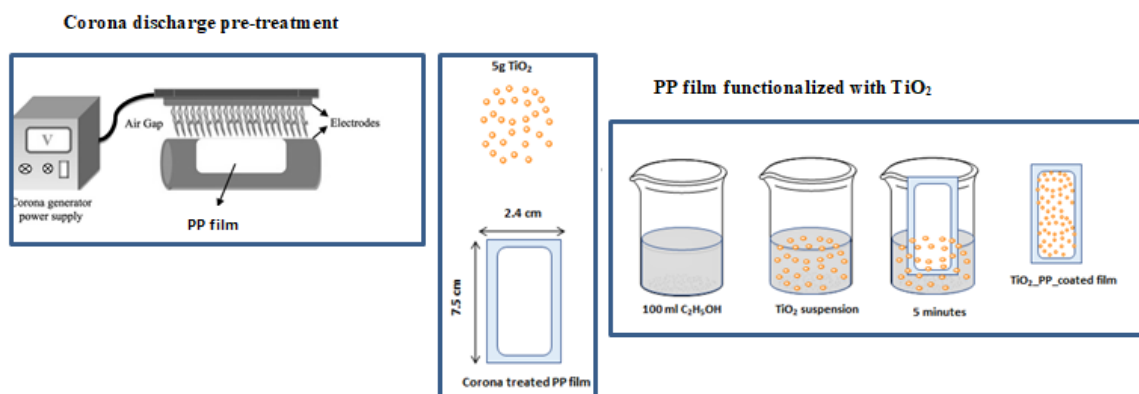 Corona discharge pre-treatment
V
Air Gap
Electrodes
Corona generator
power supply
PP film
5g TiO₂
2.4 cm
7.5 cm
Corona treated PP film
PP film functionalized with TiO₂
100 ml C₂H₅OH
TiO₂ suspension
5 minutes
TiO₂_PP_coated film